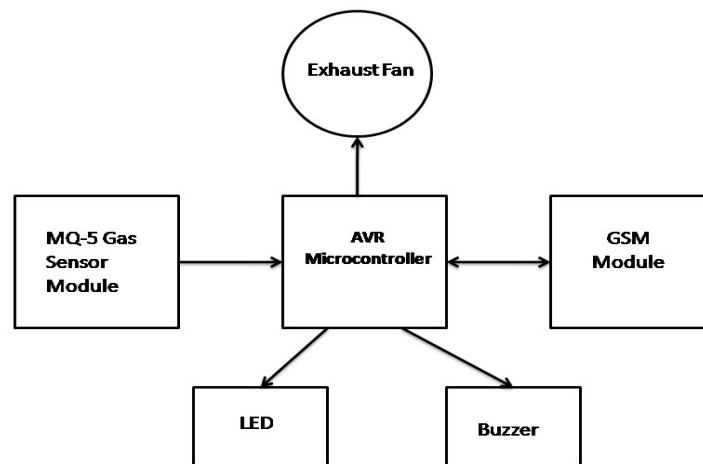 Exhaust Fan
MQ-5 Gas
Sensor
Module
AVR
Microcontroller
GSM
Module
LED
Buzzer